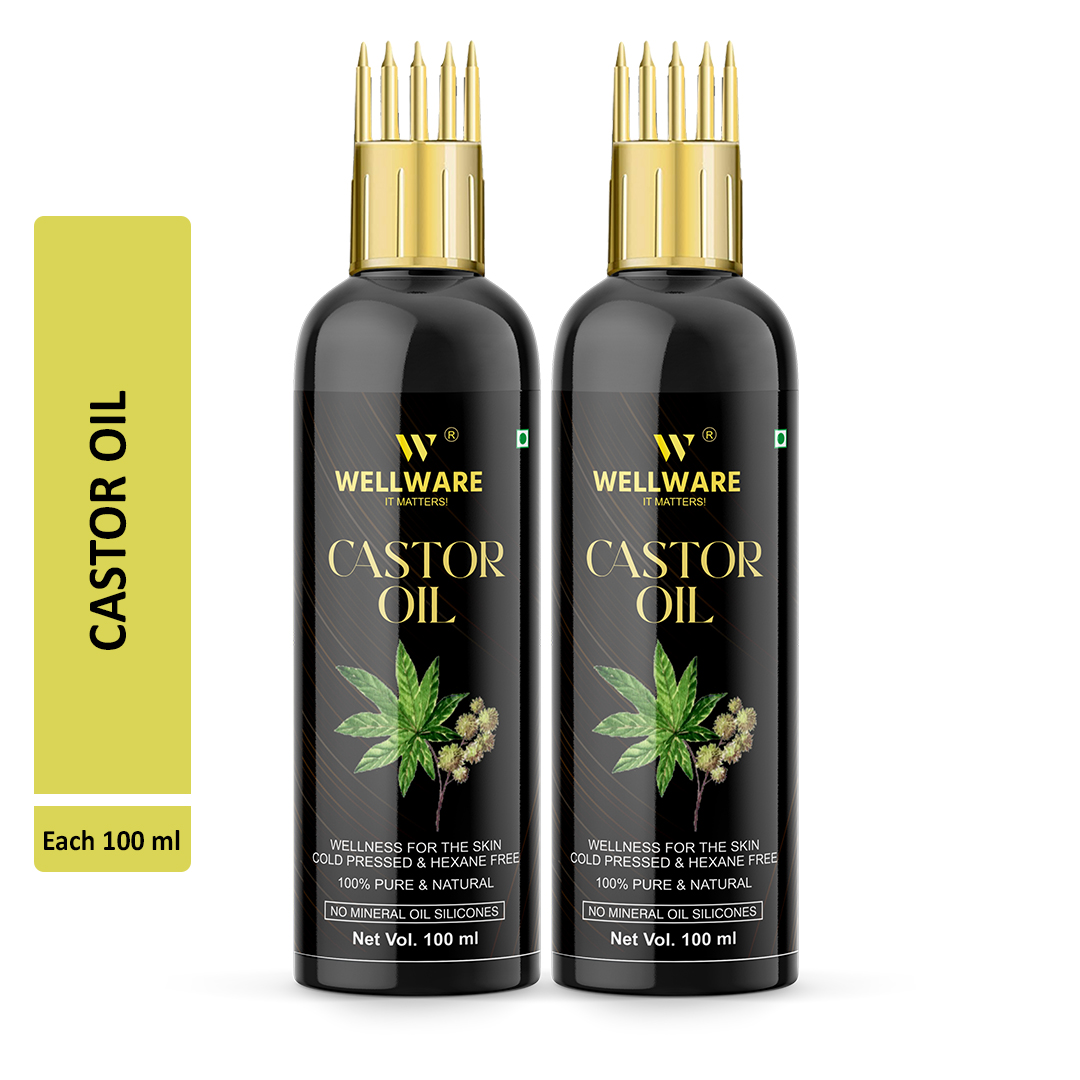 CASTOR OIL
Each 100 ml
W ®
WELLWARE
IT MATTERS!
CASTOR
OIL
WELLNESS FOR THE SKIN
COLD PRESSED & HEXANE FREE
100% PURE & NATURAL
NO MINERAL OIL SILICONES
Net Vol. 100 ml
W ®
WELLWARE
IT MATTERS!
CASTOR
OIL
WELLNESS FOR THE SKIN
COLD PRESSED & HEXANE FREE
100% PURE & NATURAL
NO MINERAL OIL SILICONES
Net Vol. 100 ml